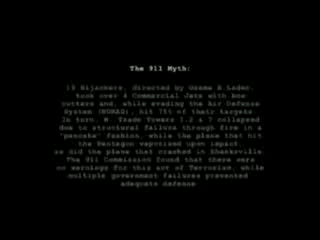 The 911 Myth:
19 Hijackers, directed by Osama B Laden,
took over 4 Commercial Jets with box
cutters and, while evading the Air Defense
System (NORAD), hit 75% of their targets
In turn, W. Trade Towers 1,2 & 7 collapsed
due to structural failure through fire in a
"pancake" fashion, while the plane that hit
the Pentagon vaporised upon impact,
as did the plane that crashed in Shanksville
The 911 Commission found that there were
no warnings for this act of Terrorism, while
multiple government failures prevented
adequate defense